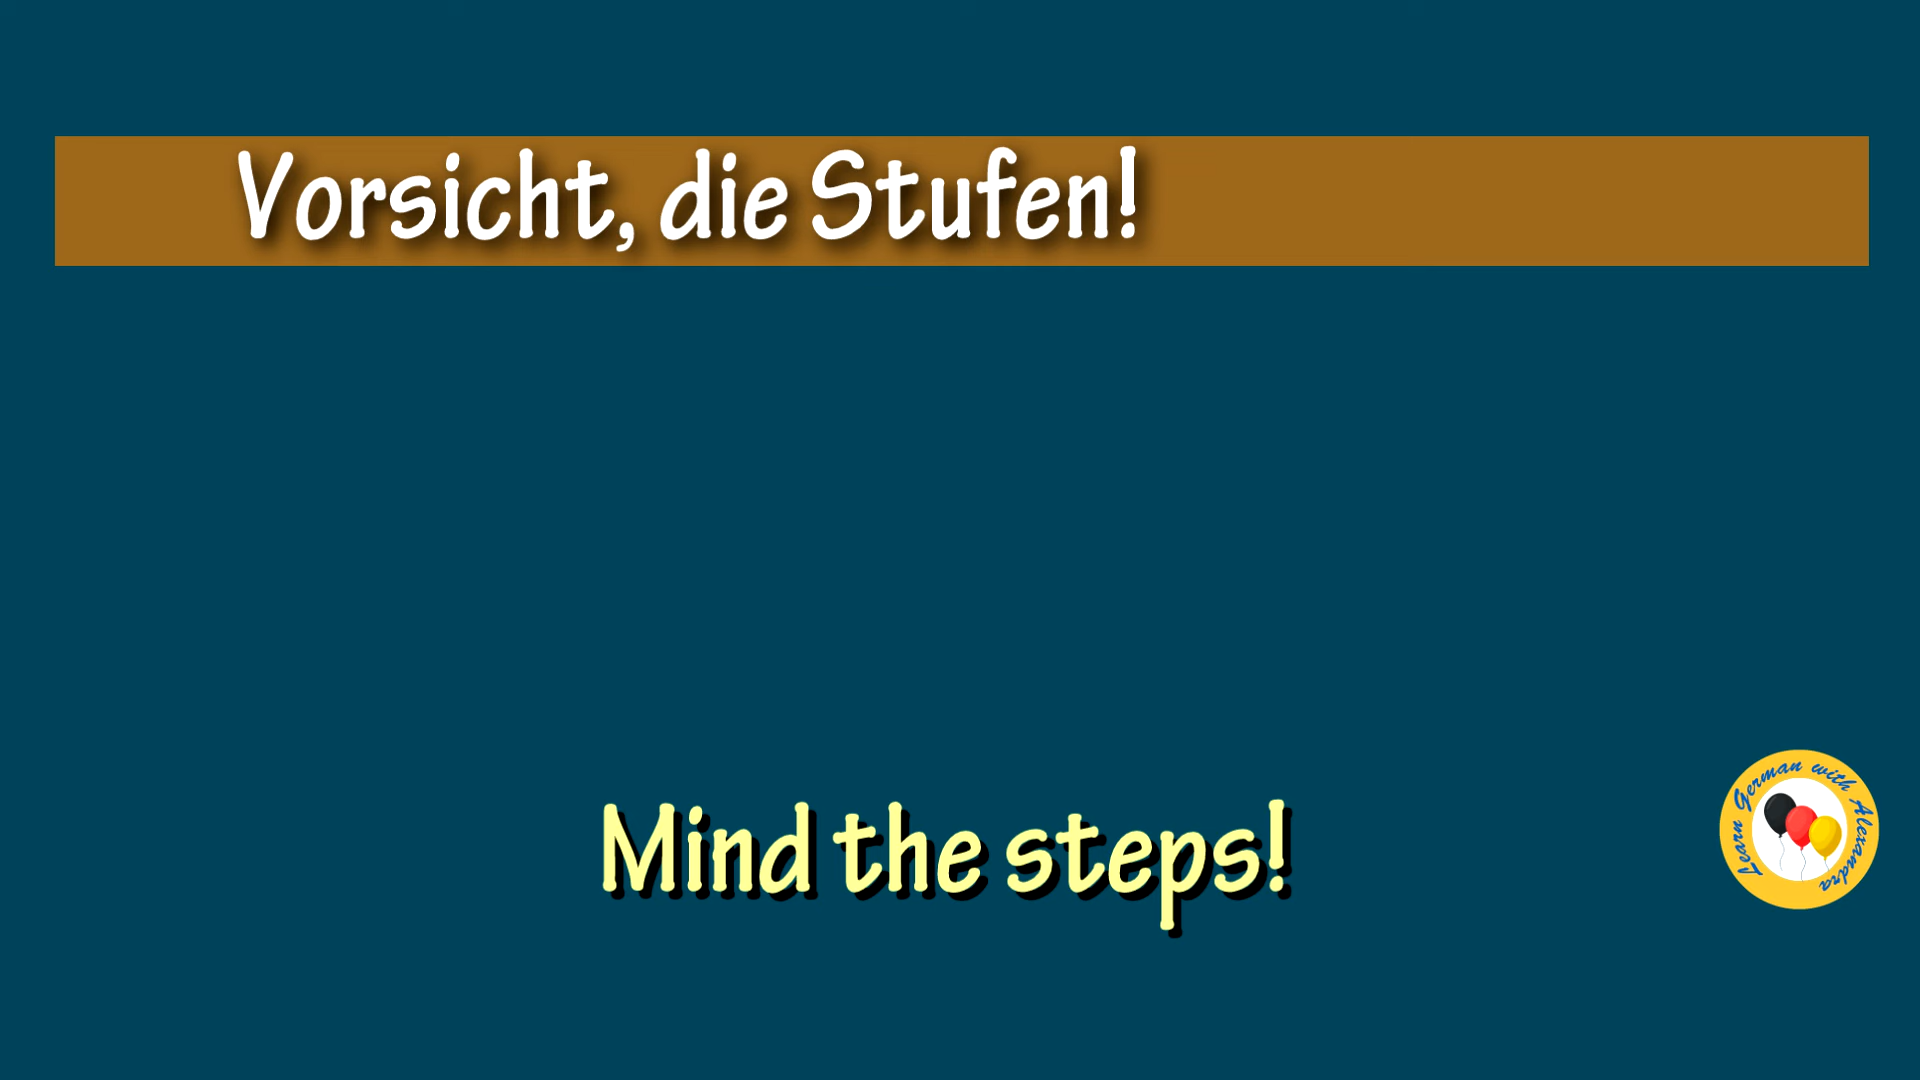 Vorsicht, die Stufen!
Mind the steps!
Learn German with Alexandra